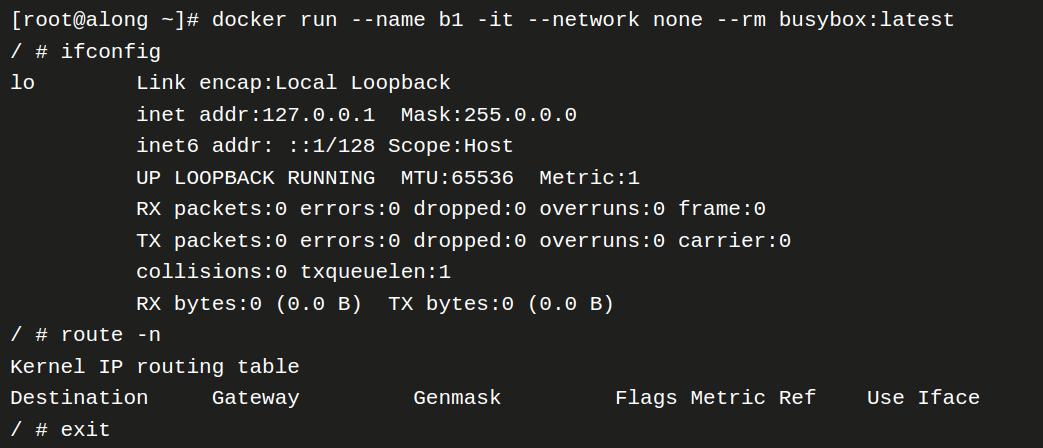 [root@along ~]# docker run --name b1 -it --network none --rm busybox:latest
/ # ifconfig
lo        Link encap:Local Loopback
          inet addr:127.0.0.1  Mask:255.0.0.0
          inet6 addr: ::1/128 Scope:Host
          UP LOOPBACK RUNNING  MTU:65536  Metric:1
          RX packets:0 errors:0 dropped:0 overruns:0 frame:0
          TX packets:0 errors:0 dropped:0 overruns:0 carrier:0
          collisions:0 txqueuelen:1
          RX bytes:0 (0.0 B)  TX bytes:0 (0.0 B)
/ # route -n
Kernel IP routing table
Destination     Gateway         Genmask         Flags Metric Ref    Use Iface
/ # exit